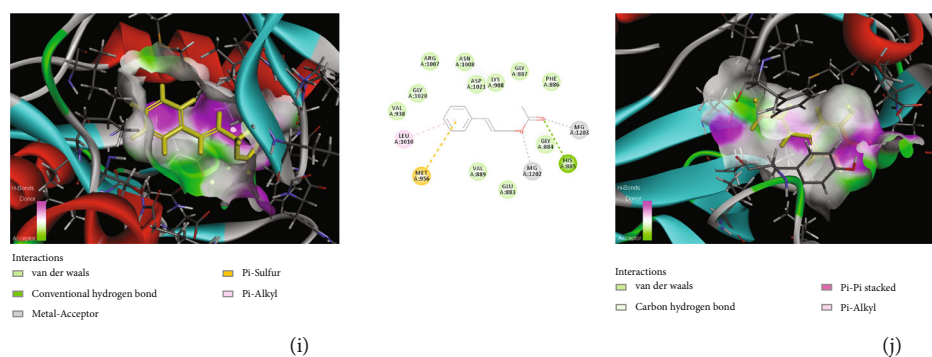 H-Bonds
Donor
Acceptor
ARG
A:1007
ASN
A:1008
ASP
A:1021
LYS
A:908
GLY
A:887
PHE
A:886
GLY
A:1020
VAL
A:938
LEU
A:1010
MET
A:956
VAL
A:889
GLU
A:883
MG
A:1202
GLY
A:884
HIS
A:885
MG
A:1203
H-Bonds
Donor
Acceptor
Interactions
van der waals
Conventional hydrogen bond
Metal-Acceptor
Pi-Sulfur
Pi-Alkyl
(i)
Interactions
van der waals
Carbon hydrogen bond
Pi-Pi stacked
Pi-Alkyl
(j)